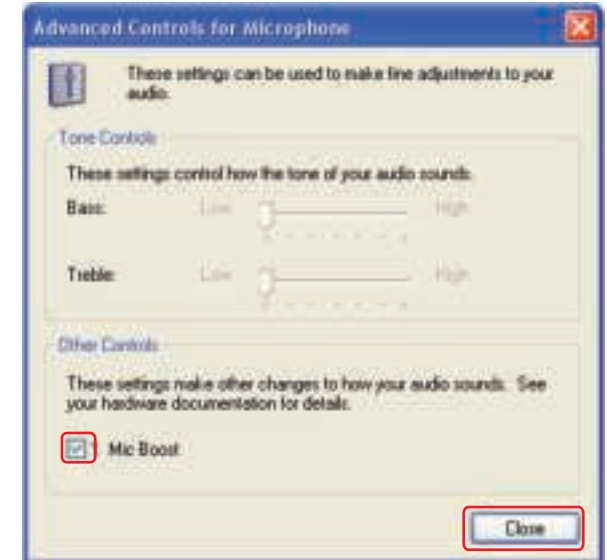 Advanced Controls for Microphone
These settings can be used to make fine adjustments to your
audio.
Tone Controls
These settings control how the tone of your audio sounds.
Bass: Low High
Treble: Low High
Other Controls
These settings make other changes to how your audio sounds. See
your hardware documentation for details.
1 Mic Boost
Close